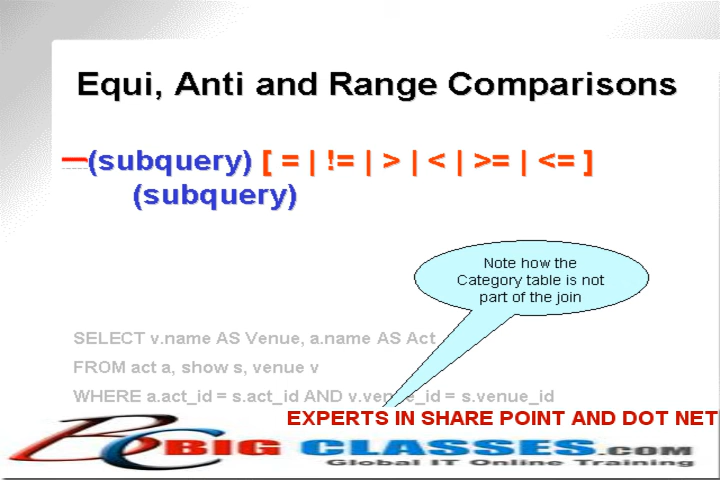 Equi, Anti and Range Comparisons
–(subquery) [ = | != | > | < | >= | <= ]
(subquery)
Note how the
Category table is not
part of the join
SELECT v.name AS Venue, a.name AS Act
FROM act a, show s, venue v
WHERE a.act_id = s.act_id AND v.venue_id = s.venue_id
EXPERTS IN SHARE POINT AND DOT NET
BC BIG CLASSES.COM
Global IT Online Training